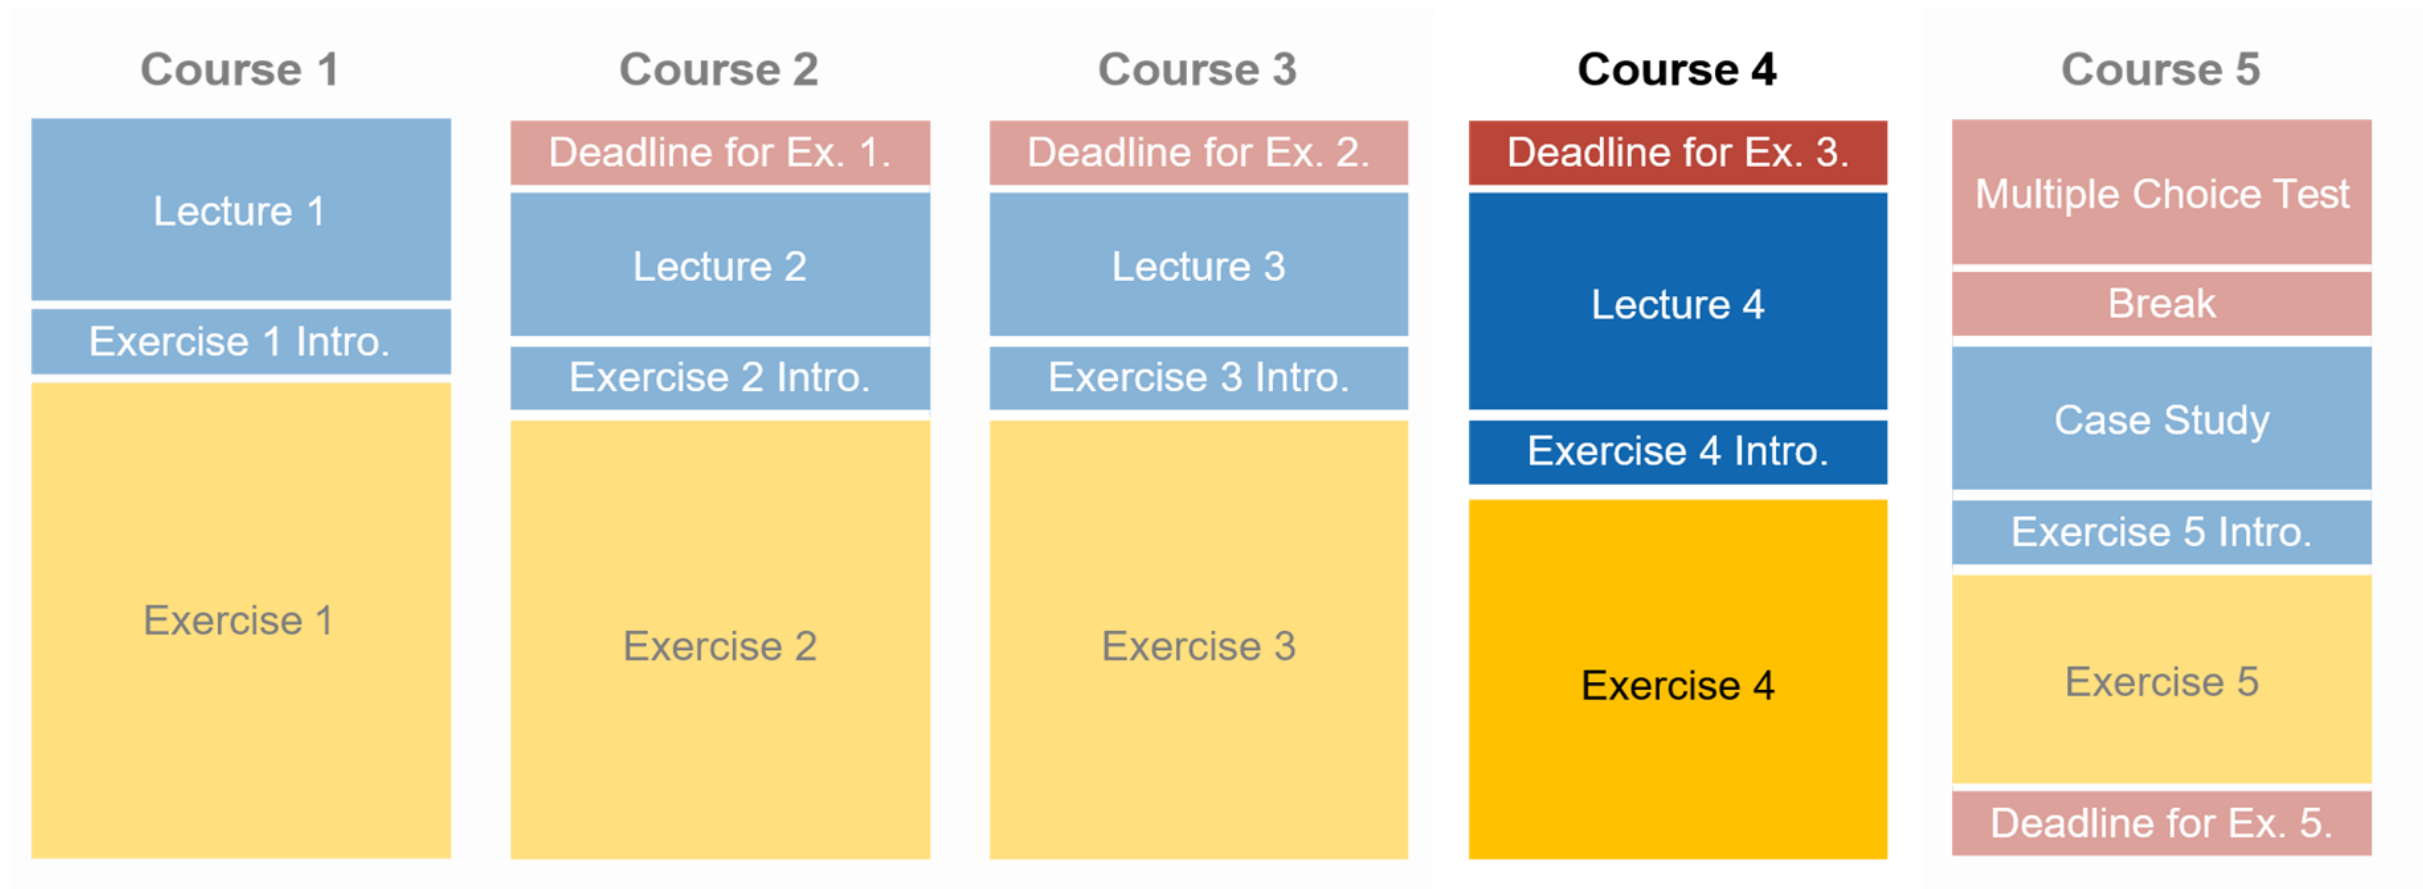 Course 1
Lecture 1
Exercise 1 Intro.
Exercise 1
Course 2
Deadline for Ex. 1.
Lecture 2
Exercise 2 Intro.
Exercise 2
Course 3
Deadline for Ex. 2.
Lecture 3
Exercise 3 Intro.
Exercise 3
Course 4
Deadline for Ex. 3.
Lecture 4
Exercise 4 Intro.
Exercise 4
Course 5
Multiple Choice Test
Break
Case Study
Exercise 5 Intro.
Exercise 5
Deadline for Ex. 5.